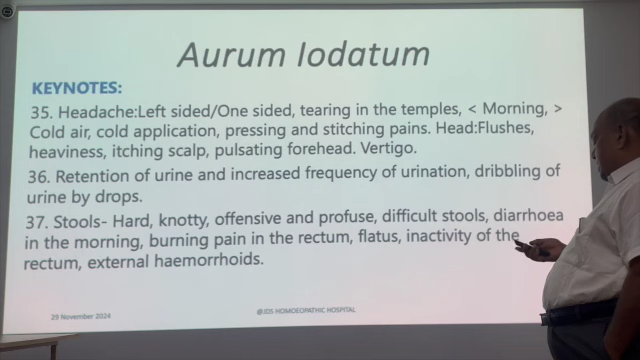 Aurum Iodatum
KEYNOTES:
35. Headache:Left sided/One sided, tearing in the temples, < Morning, >
Cold air, cold application, pressing and stitching pains. Head:Flushes,
heaviness, itching scalp, pulsating forehead. Vertigo.
36. Retention of urine and increased frequency of urination, dribbling of
urine by drops.
37. Stools- Hard, knotty, offensive and profuse, difficult stools, diarrhoea
in the morning, burning pain in the rectum, flatus, inactivity of the
rectum, external haemorrhoids.
29 November 2024
@JDS HOMOEOPATHIC HOSPITAL